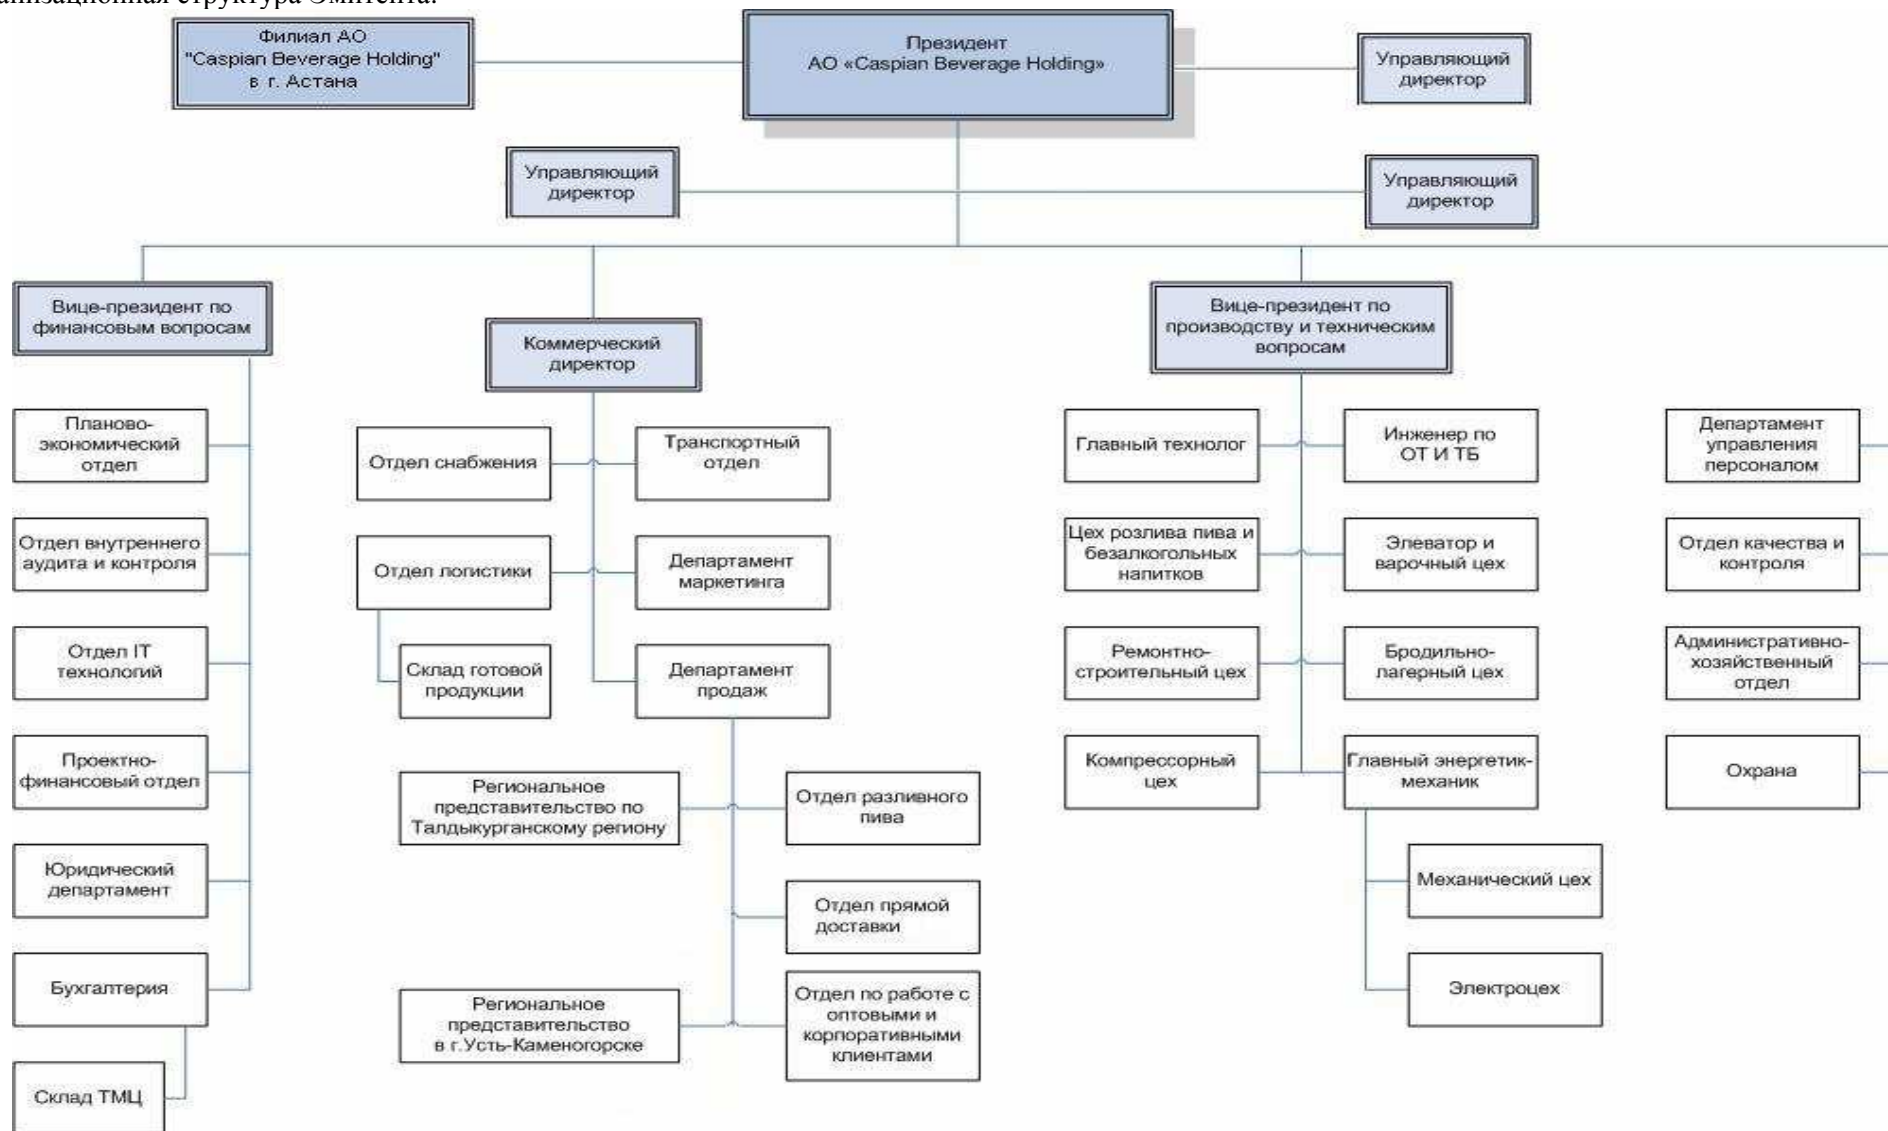 анизационная структура Эмитента:
Филиал АО
"Caspian Beverage Holding"
в г. Астана
Президент
АО «Caspian Beverage Holding»
Управляющий
директор
Управляющий
директор
Управляющий
директор
Вице-президент по
финансовым вопросам
Коммерческий
директор
Вице-президент по
производству и техническим
вопросам
Планово-
экономический
отдел
Отдел внутреннего
аудита и контроля
Отдел IT
технологий
Проектно-
финансовый отдел
Юридический
департамент
Бухгалтерия
Склад ТМЦ
Отдел снабжения
Транспортный
отдел
Отдел логистики
Департамент
маркетинга
Склад готовой
продукции
Департамент
продаж
Региональное
представительство по
Талдыкурганскому региону
Отдел разливного
пива
Отдел прямой
доставки
Региональное
представительство
в г.Усть-Каменогорске
Отдел по работе с
оптовыми и
корпоративными
клиентами
Главный технолог
Инженер по
ОТ И ТБ
Цех розлива пива и
безалкогольных
напитков
Элеватор и
варочный цех
Ремонтно-
строительный цех
Бродильно-
лагерный цех
Компрессорный
цех
Главный энергетик-
механик
Механический цех
Электроцех
Департамент
управления
персоналом
Отдел качества и
контроля
Административно-
хозяйственный
отдел
Охрана